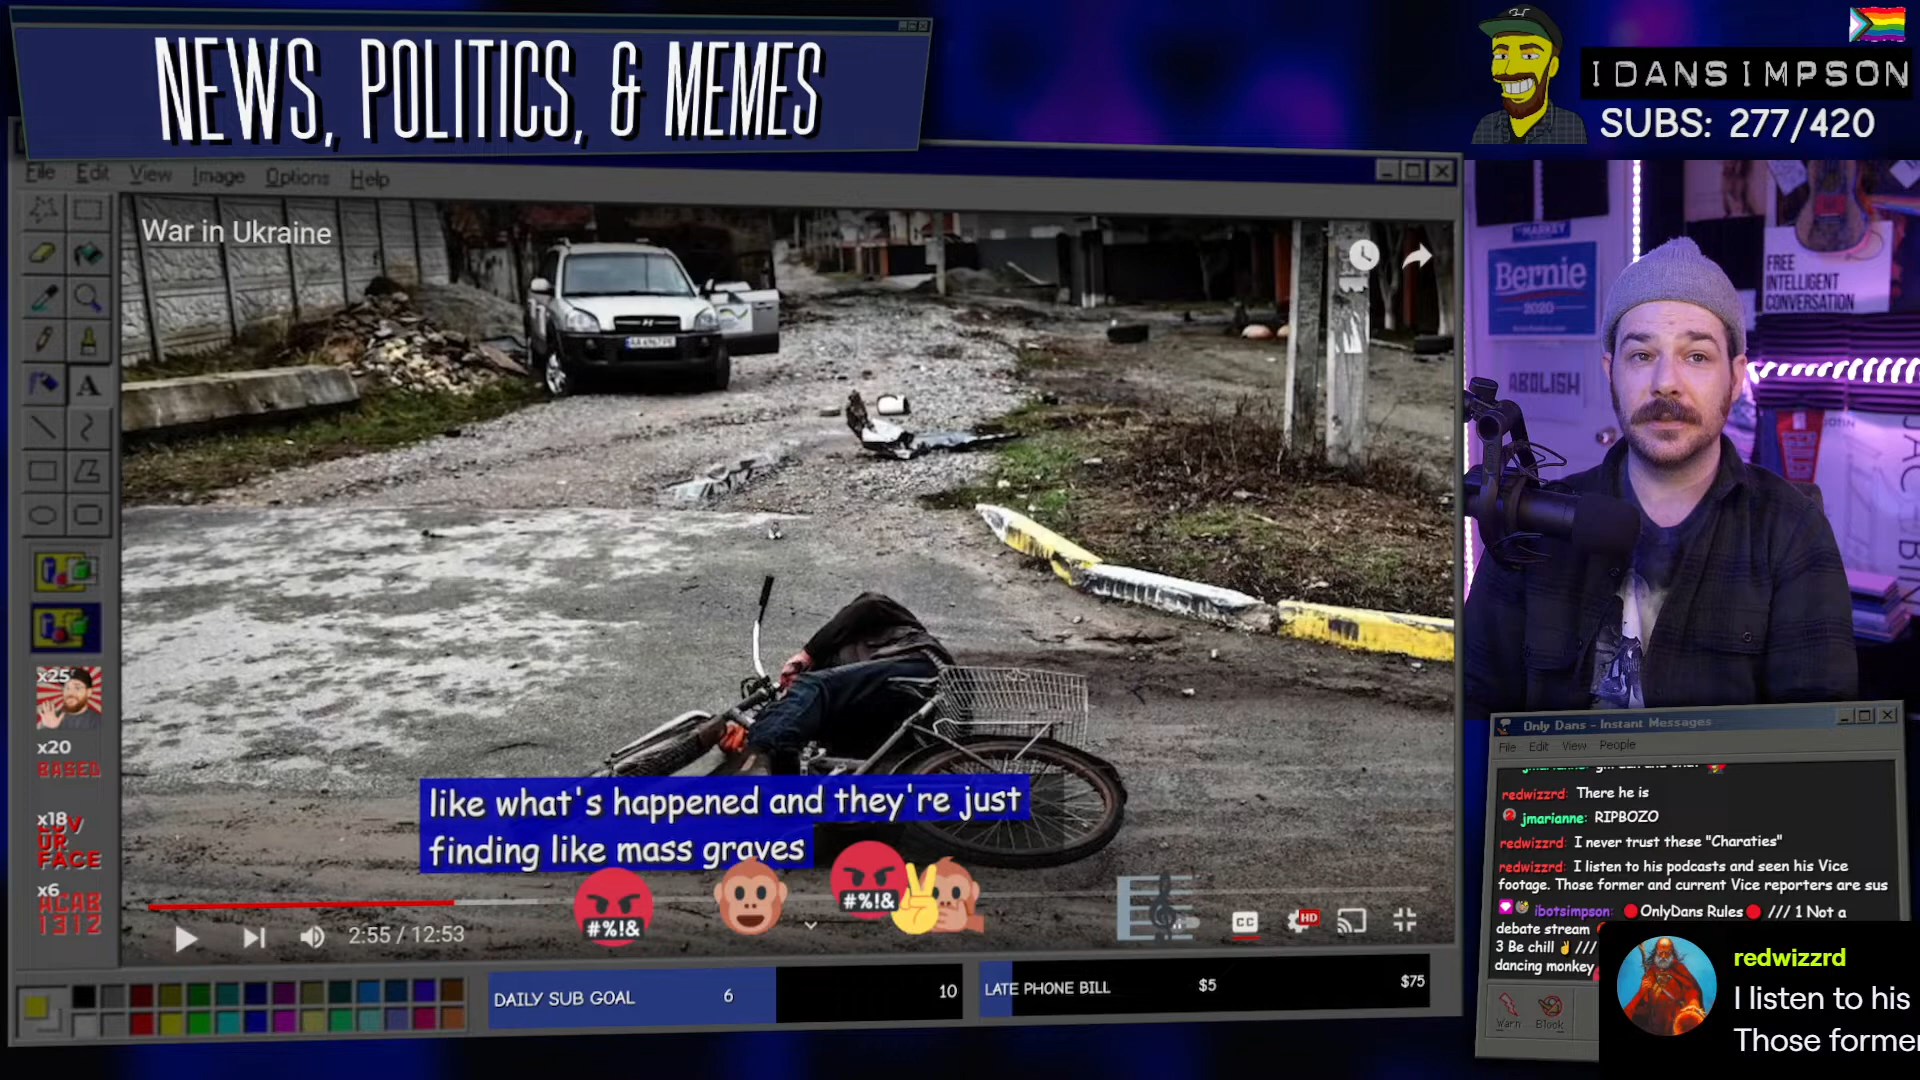 NEWS, POLITICS, & MEMES
IDANSIMPSON
SUBS: 277/420
File Edit View Image Options Help
War in Ukraine
MARKEY
Bernie
2020
FREE
INTELLIGENT
CONVERSATION
ABOLISH
A
x25
x20
BASED
x18
LUV
UR
FACE
x6
ACAB
1312
like what's happened and they're just
finding like mass graves
#%!&
#%!&
2:55 / 12:53
CC
HD
DAILY SUB GOAL 6 10
LATE PHONE BILL $5 $75
Only Dans - Instant Messages
File Edit View People
redwizzrd: There he is
jmarianne: RIPBOZO
redwizzrd: I never trust these "Charaties"
redwizzrd: I listen to his podcasts and seen his Vice
footage. Those former and current Vice reporters are sus
ibotsimpson: OnlyDans Rules /// 1 Not a
debate stream
3 Be chill ///
dancing monkey
Warn Block
redwizzrd
I listen to his
Those former